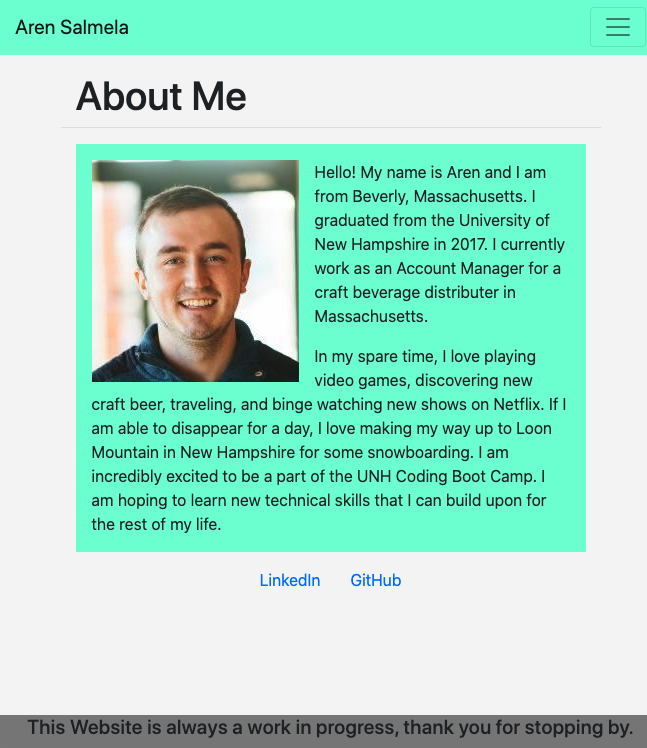 Aren Salmela
About Me
Hello! My name is Aren and I am
from Beverly, Massachusetts. I
graduated from the University of
New Hampshire in 2017. I currently
work as an Account Manager for a
craft beverage distributer in
Massachusetts.
In my spare time, I love playing
video games, discovering new
craft beer, traveling, and binge watching new shows on Netflix. If I
am able to disappear for a day, I love making my way up to Loon
Mountain in New Hampshire for some snowboarding. I am
incredibly excited to be a part of the UNH Coding Boot Camp. I
am hoping to learn new technical skills that I can build upon for
the rest of my life.
LinkedIn GitHub
This Website is always a work in progress, thank you for stopping by.